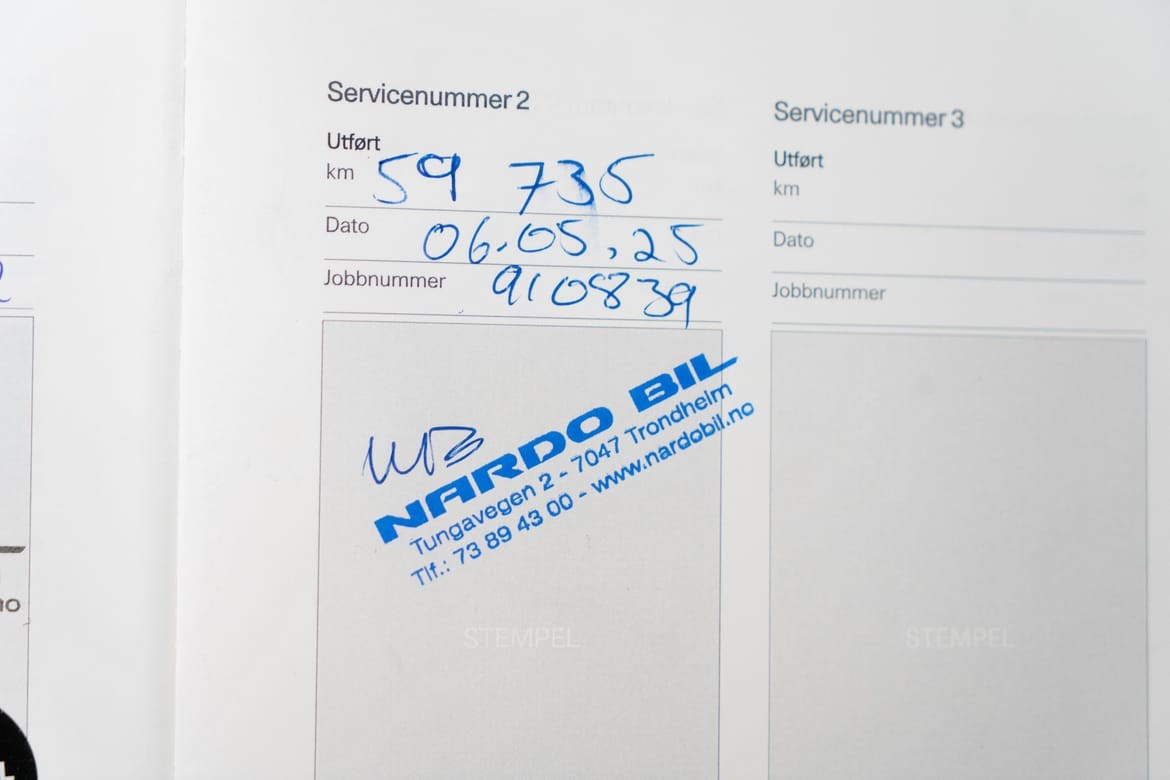 Servicenummer 2
Utført
km 59 735
Dato 06.05.25
Jobbnummer 910839
NARDO BIL
Tungavegen 2 - 7047 Trondheim
Tlf.: 73 89 43 00 - www.nardobil.no
STEMPEL
Servicenummer 3
Utført
km
Dato
Jobbnummer
STEMPEL